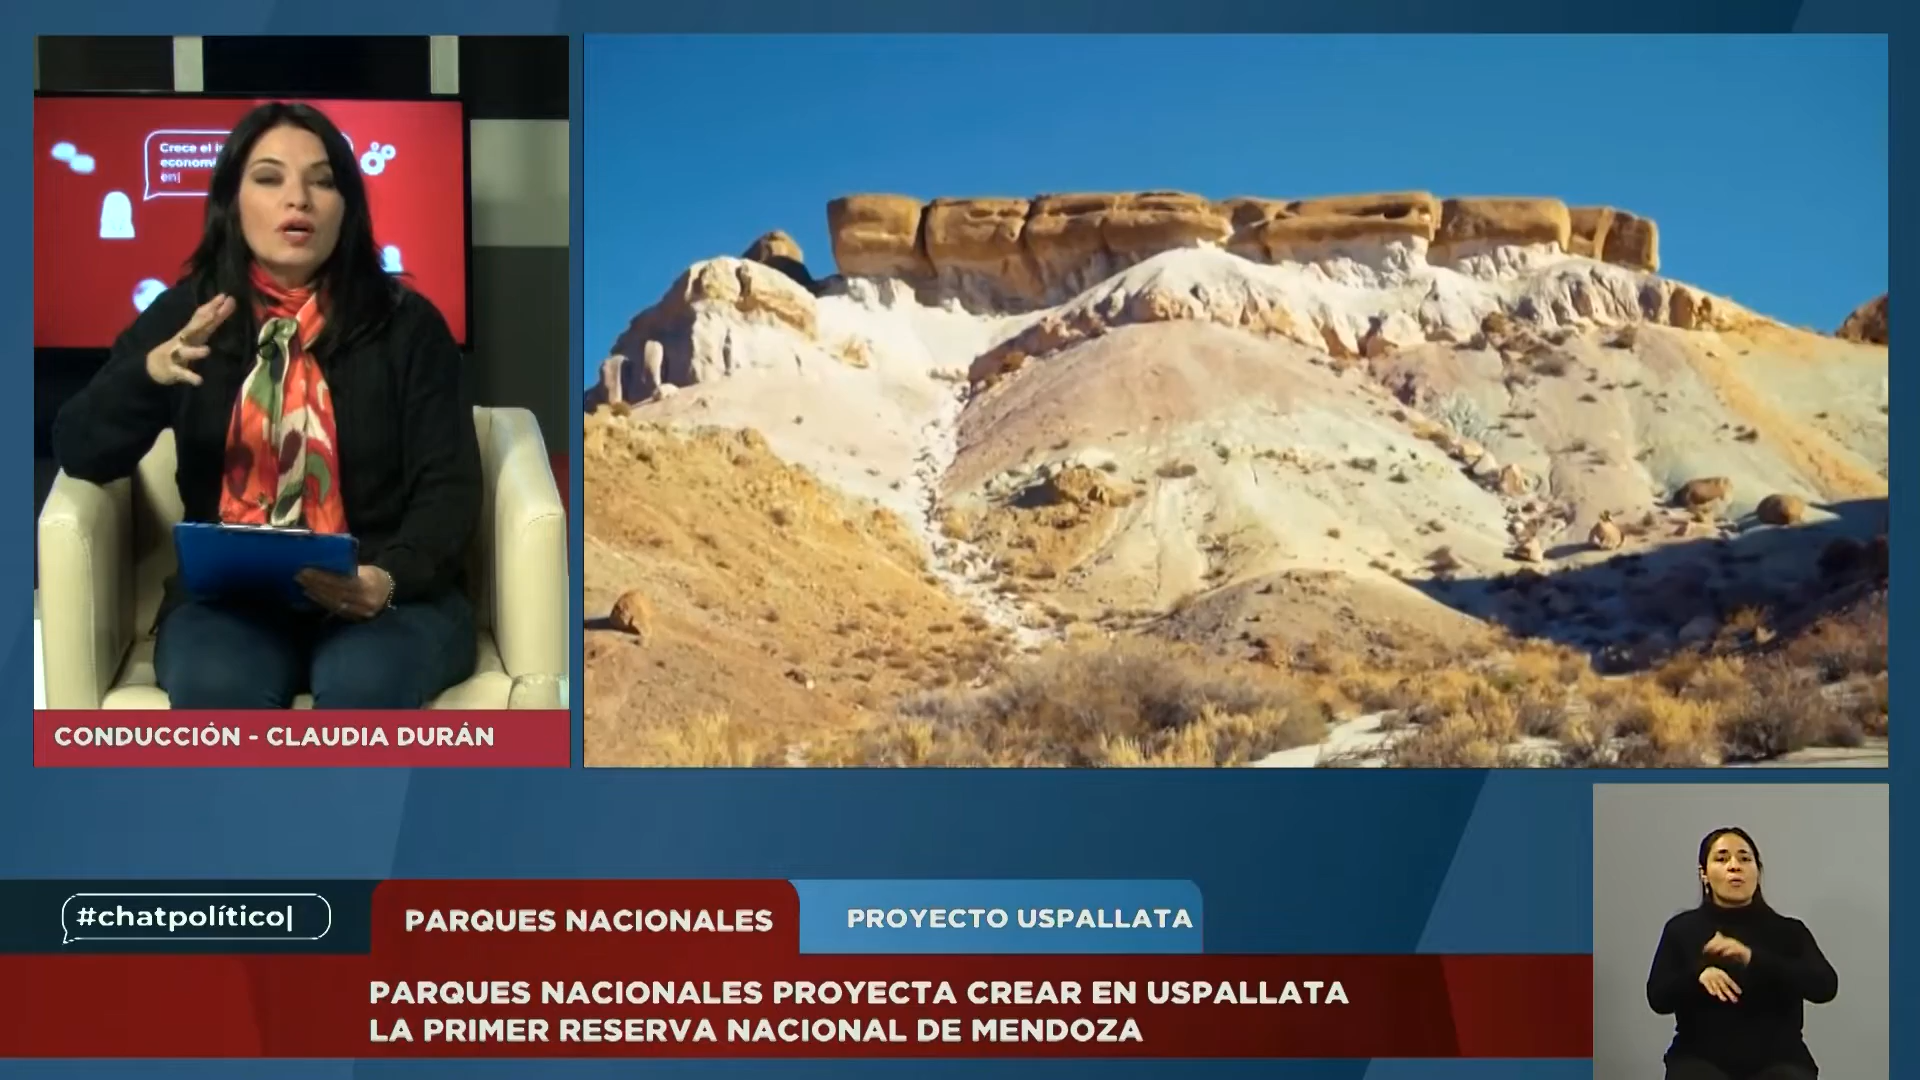 Crece el
econom
en|
CONDUCCIÓN - CLAUDIA DURÁN
#chatpolítico|
PARQUES NACIONALES
PROYECTO USPALLATA
PARQUES NACIONALES PROYECTA CREAR EN USPALLATA
LA PRIMER RESERVA NACIONAL DE MENDOZA